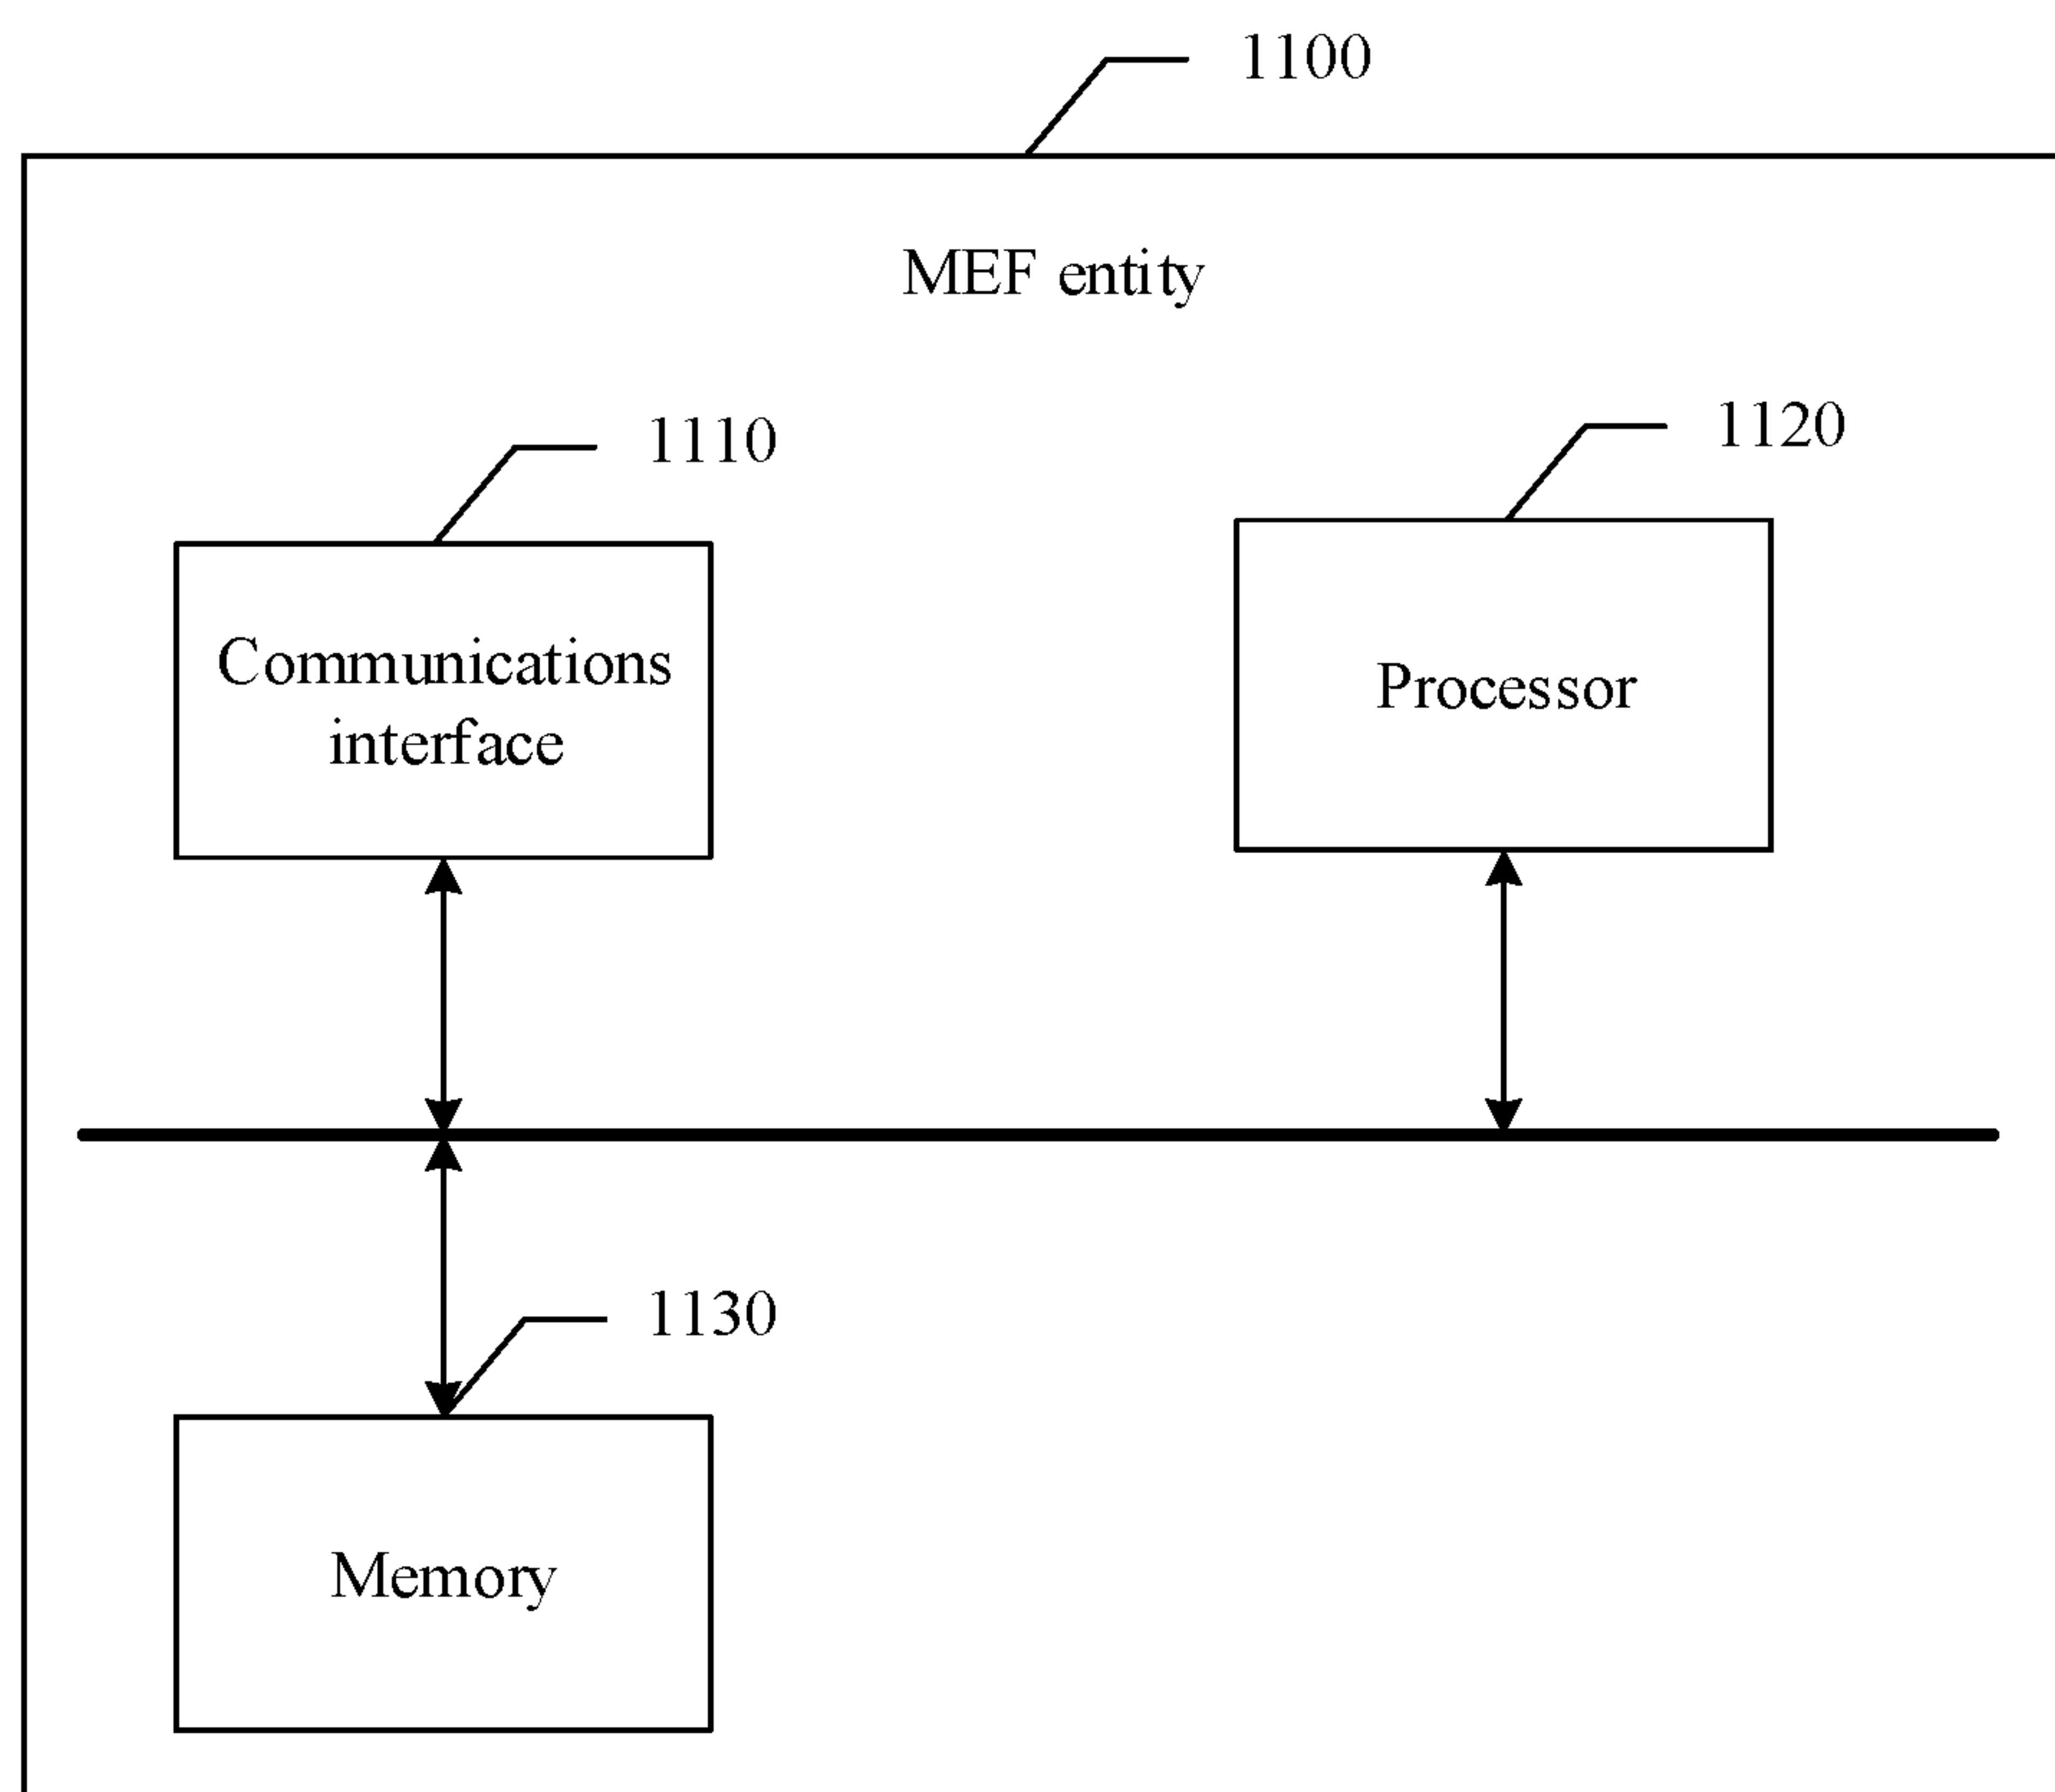 1100
MEF entity
1110
1120
Communications
interface
Processor
1130
Memory